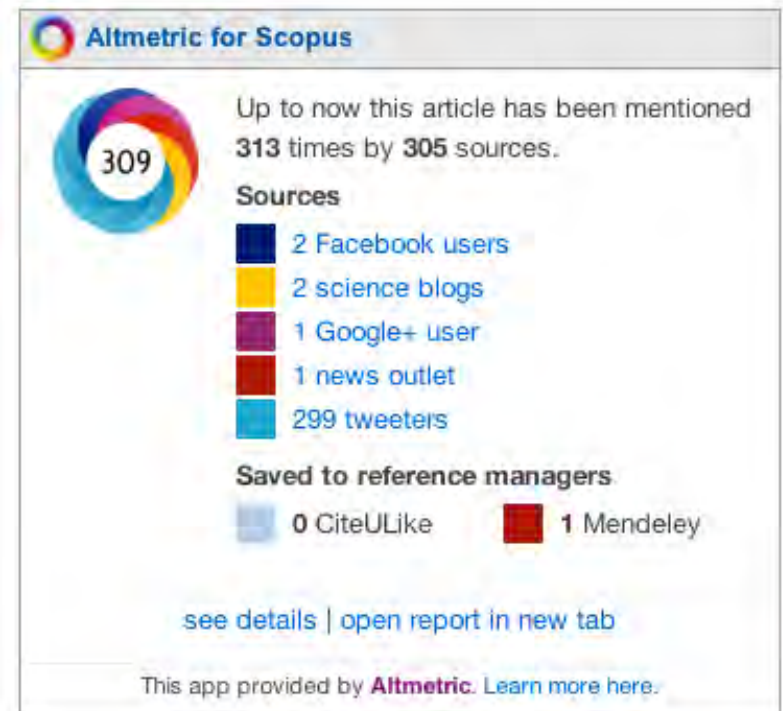 Altmetric for Scopus
309
Up to now this article has been mentioned
313 times by 305 sources.
Sources
2 Facebook users
2 science blogs
1 Google+ user
1 news outlet
299 tweeters
Saved to reference managers
0 CiteULike 1 Mendeley
see details | open report in new tab
This app provided by Altmetric. Learn more here.